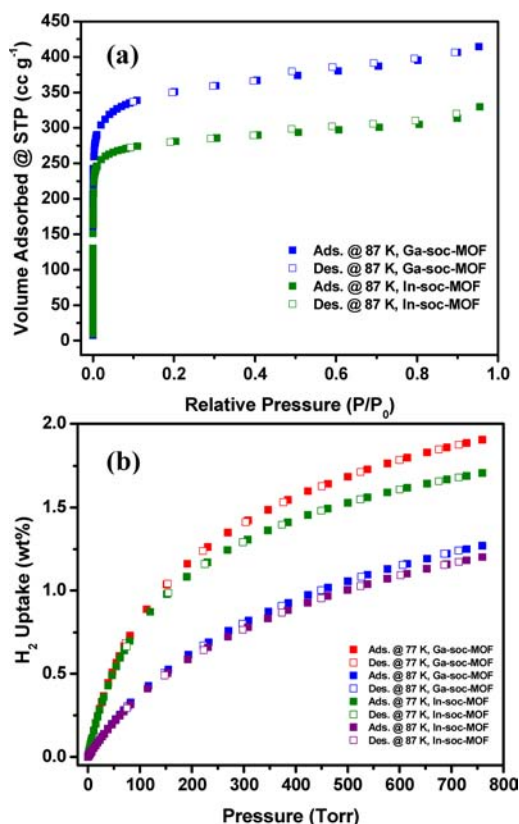 (a)
Volume Adsorbed @ STP (cc g⁻¹)
450
400
350
300
250
200
150
100
50
0
Ads. @ 87 K, Ga-soc-MOF
Des. @ 87 K, Ga-soc-MOF
Ads. @ 87 K, In-soc-MOF
Des. @ 87 K, In-soc-MOF
0.0 0.2 0.4 0.6 0.8 1.0
Relative Pressure (P/P₀)
(b)
H₂ Uptake (wt%)
2.0
1.5
1.0
0.5
0.0
Ads. @ 77 K, Ga-soc-MOF
Des. @ 77 K, Ga-soc-MOF
Ads. @ 87 K, Ga-soc-MOF
Des. @ 87 K, Ga-soc-MOF
Ads. @ 77 K, In-soc-MOF
Des. @ 77 K, In-soc-MOF
Ads. @ 87 K, In-soc-MOF
Des. @ 87 K, In-soc-MOF
0 100 200 300 400 500 600 700 800
Pressure (Torr)